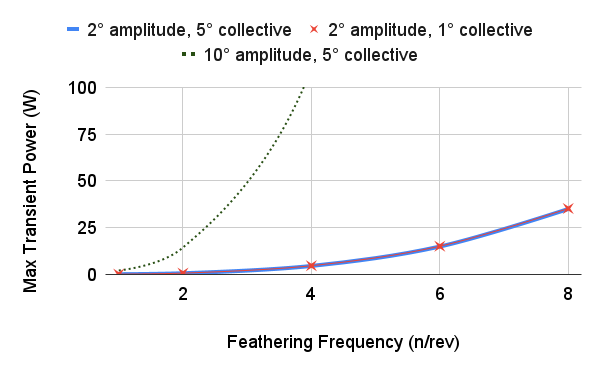 2° amplitude, 5° collective
2° amplitude, 1° collective
10° amplitude, 5° collective
Max Transient Power (W)
100
75
50
25
0
2
4
6
8
Feathering Frequency (n/rev)